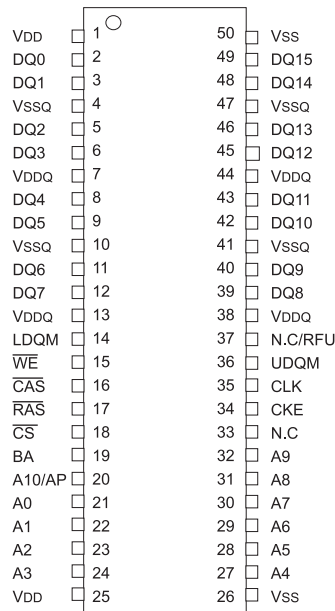 VDD 1 50 VSS
DQ0 2 49 DQ15
DQ1 3 48 DQ14
VSSQ 4 47 VSSQ
DQ2 5 46 DQ13
DQ3 6 45 DQ12
VDDQ 7 44 VDDQ
DQ4 8 43 DQ11
DQ5 9 42 DQ10
VSSQ 10 41 VSSQ
DQ6 11 40 DQ9
DQ7 12 39 DQ8
VDDQ 13 38 VDDQ
LDQM 14 37 N.C/RFU
W̅E̅ 15 36 UDQM
C̅A̅S̅ 16 35 CLK
R̅A̅S̅ 17 34 CKE
C̅S̅ 18 33 N.C
BA 19 32 A9
A10/AP 20 31 A8
A0 21 30 A7
A1 22 29 A6
A2 23 28 A5
A3 24 27 A4
VDD 25 26 VSS